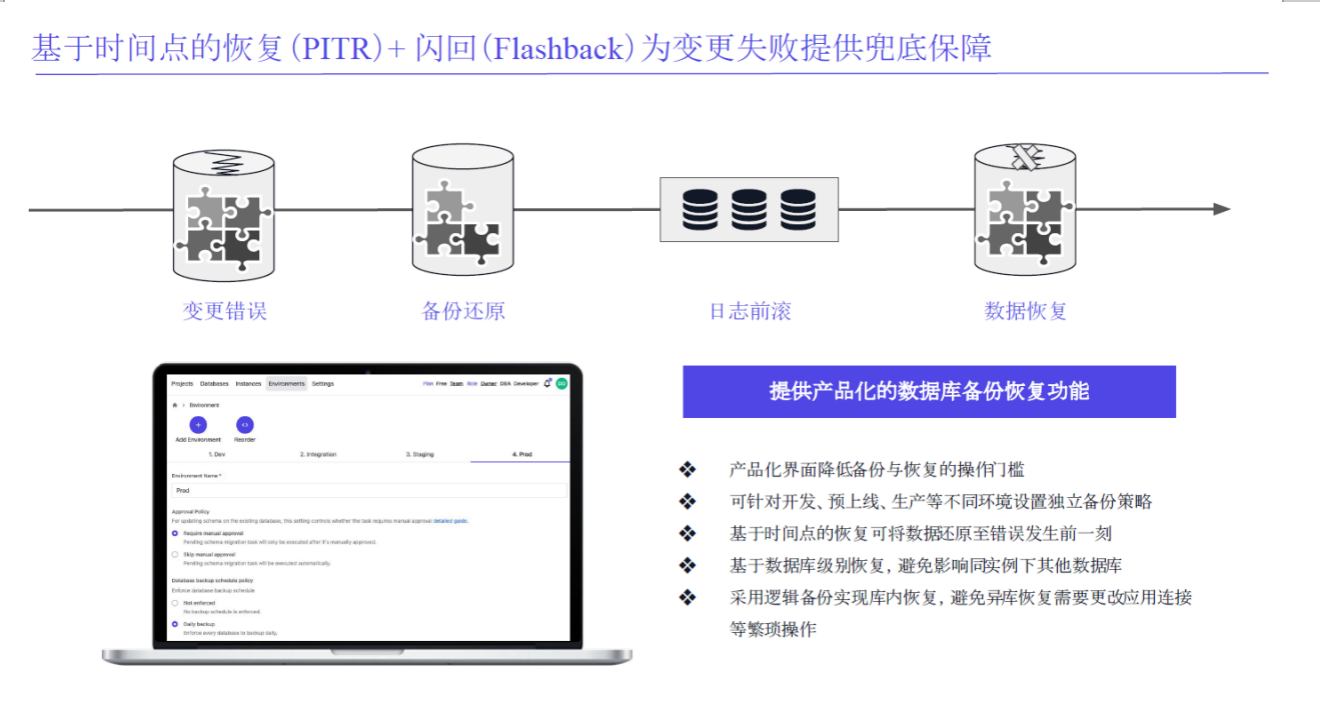 基于时间点的恢复（PITR）+ 闪回（Flashback）为变更失败提供兜底保障
变更错误
备份还原
日志前滚
数据恢复
Projects Databases Instances Environments Settings
Plan Free Team Role Owner DBA Developer
Environment
Add Environment Reorder
1. Dev 2. Integration 3. Staging 4. Prod
Environment Name *
Prod
Approval Policy
For updating schema on the existing database, this setting controls whether the task requires manual approval detailed guide.
Require manual approval
Pending schema migration task will only be executed after it's manually approved.
Skip manual approval
Pending schema migration task will be executed automatically.
Database backup schedule policy
Enforce database backup schedule
Not enforced
No backup schedule is enforced.
Daily backup
Enforce every database to backup daily.
提供产品化的数据库备份恢复功能
产品化界面降低备份与恢复的操作门槛
可针对开发、预上线、生产等不同环境设置独立备份策略
基于时间点的恢复可将数据还原至错误发生前一刻
基于数据库级别恢复，避免影响同实例下其他数据库
采用逻辑备份实现库内恢复，避免异库恢复需要更改应用连接
等繁琐操作